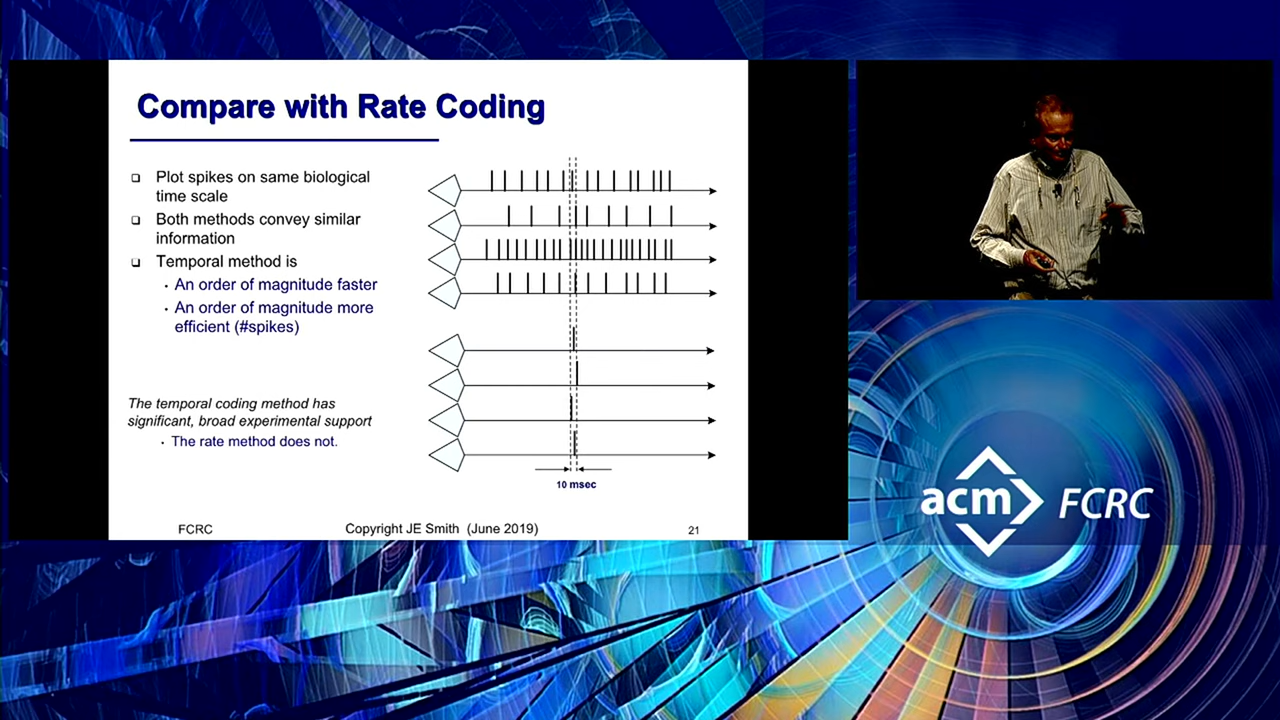 Compare with Rate Coding
❑ Plot spikes on same biological
time scale
❑ Both methods convey similar
information
❑ Temporal method is
• An order of magnitude faster
• An order of magnitude more
efficient (#spikes)
The temporal coding method has
significant, broad experimental support
• The rate method does not.
10 msec
FCRC
Copyright JE Smith (June 2019)
21
acm FCRC